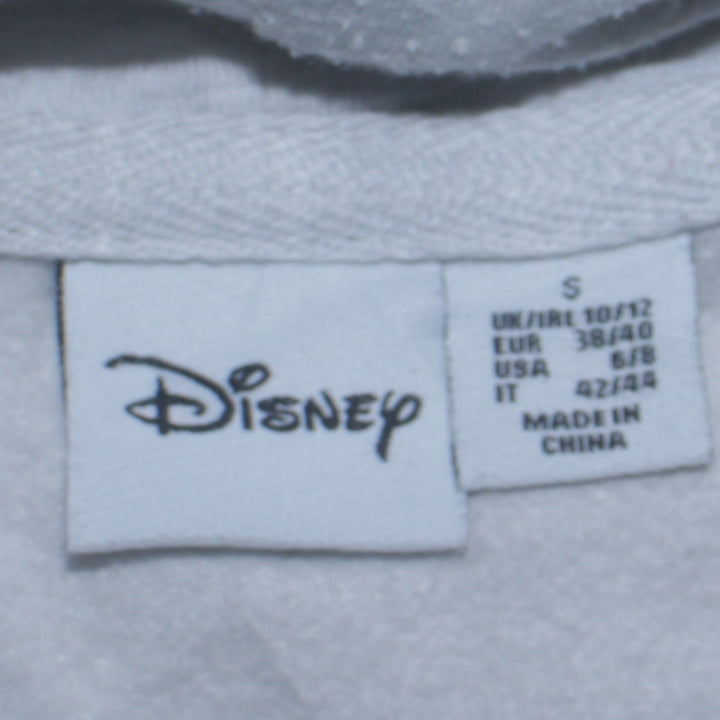 Disney
S
UK/IRL 10/12
EUR 38/40
USA 6/8
IT 42/44
MADE IN
CHINA